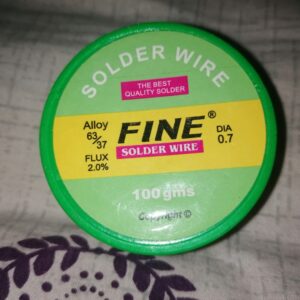 SOLDER WIRE
THE BEST
QUALITY SOLDER
Alloy
63/37
FLUX
2.0%
FINE®
SOLDER WIRE
DIA
0.7
100 gms
Copyright ©